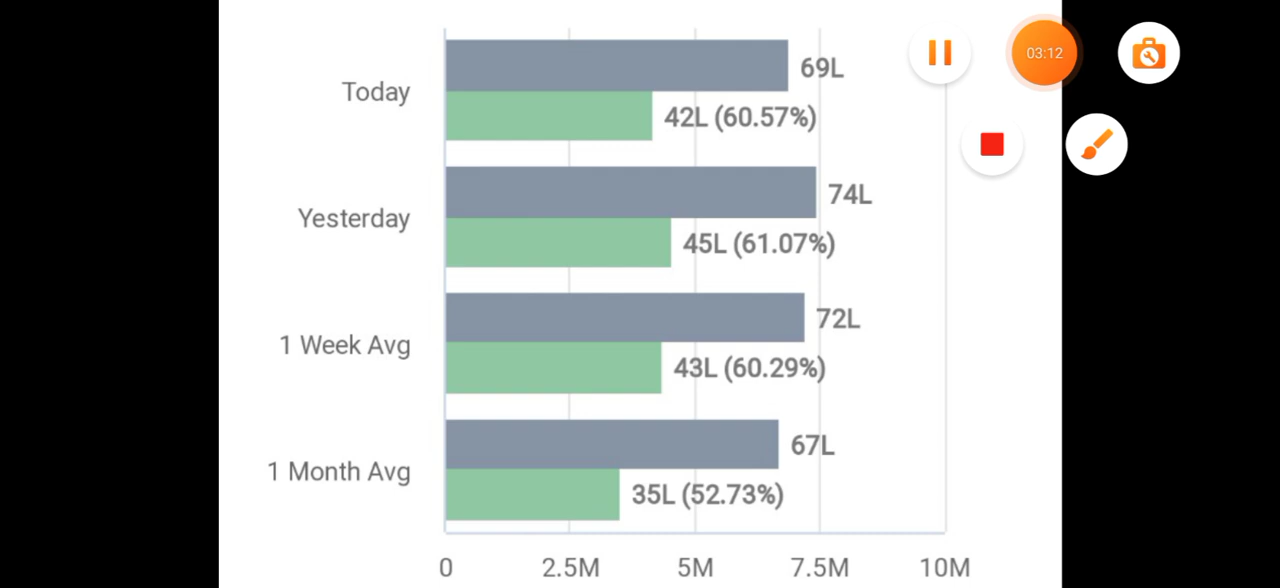 Today
69L
42L (60.57%)
Yesterday
74L
45L (61.07%)
1 Week Avg
72L
43L (60.29%)
1 Month Avg
67L
35L (52.73%)
0 2.5M 5M 7.5M 10M
03:12